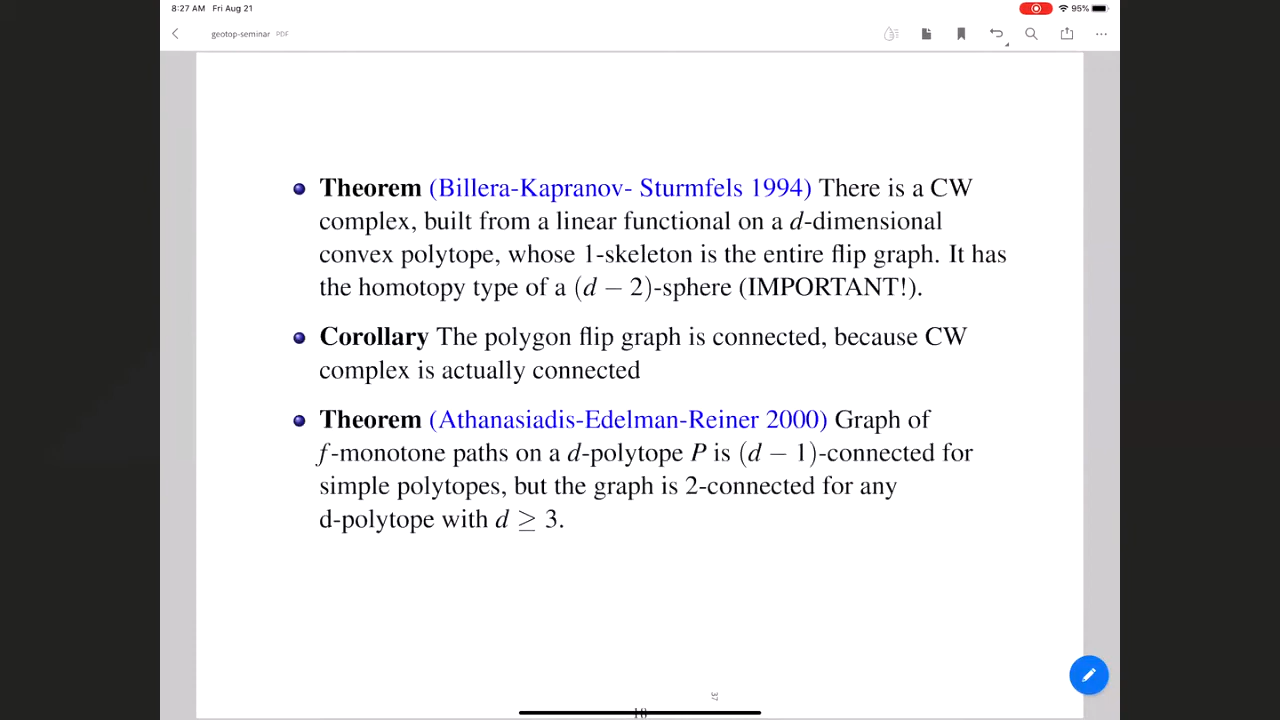 8:27 AM Fri Aug 21
95%
geotop-seminar PDF
Theorem (Billera-Kapranov- Sturmfels 1994) There is a CW
complex, built from a linear functional on a d-dimensional
convex polytope, whose 1-skeleton is the entire flip graph. It has
the homotopy type of a (d − 2)-sphere (IMPORTANT!).
Corollary The polygon flip graph is connected, because CW
complex is actually connected
Theorem (Athanasiadis-Edelman-Reiner 2000) Graph of
f-monotone paths on a d-polytope P is (d − 1)-connected for
simple polytopes, but the graph is 2-connected for any
d-polytope with d ≥ 3.
37